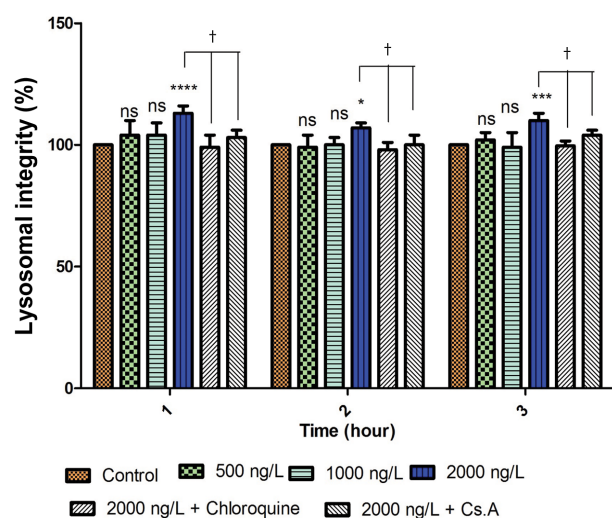 150
100
50
0
Lysosomal integrity (%)
ns ns **** †
ns ns * †
ns ns *** †
1 2 3
Time (hour)
Control 500 ng/L 1000 ng/L 2000 ng/L
2000 ng/L + Chloroquine 2000 ng/L + Cs.A